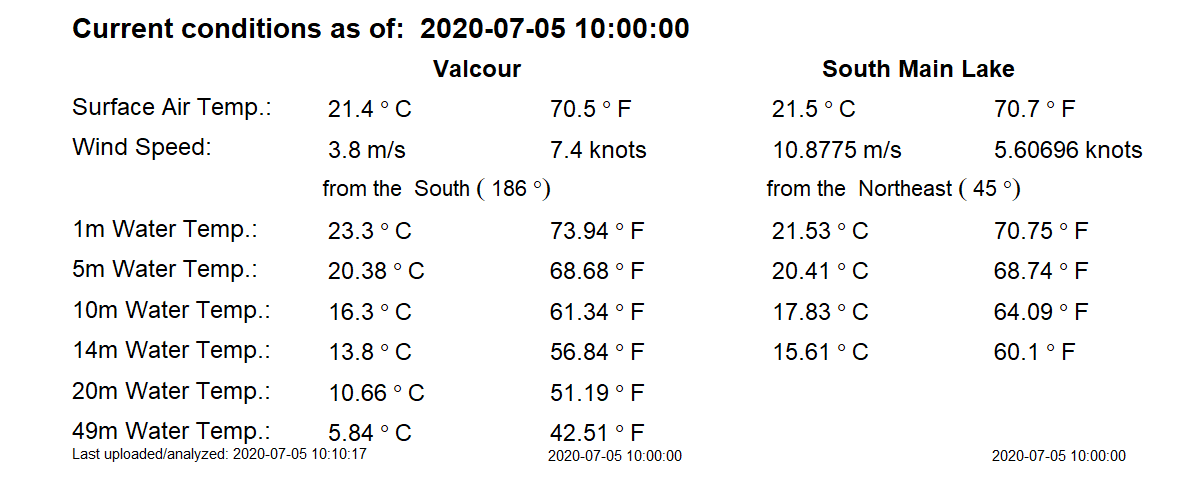 Current conditions as of: 2020-07-05 10:00:00
Valcour South Main Lake
Surface Air Temp.: 21.4 ° C 70.5 ° F 21.5 ° C 70.7 ° F
Wind Speed: 3.8 m/s 7.4 knots 10.8775 m/s 5.60696 knots
from the South ( 186 °) from the Northeast ( 45 °)
1m Water Temp.: 23.3 ° C 73.94 ° F 21.53 ° C 70.75 ° F
5m Water Temp.: 20.38 ° C 68.68 ° F 20.41 ° C 68.74 ° F
10m Water Temp.: 16.3 ° C 61.34 ° F 17.83 ° C 64.09 ° F
14m Water Temp.: 13.8 ° C 56.84 ° F 15.61 ° C 60.1 ° F
20m Water Temp.: 10.66 ° C 51.19 ° F
49m Water Temp.: 5.84 ° C 42.51 ° F
Last uploaded/analyzed: 2020-07-05 10:10:17 2020-07-05 10:00:00 2020-07-05 10:00:00